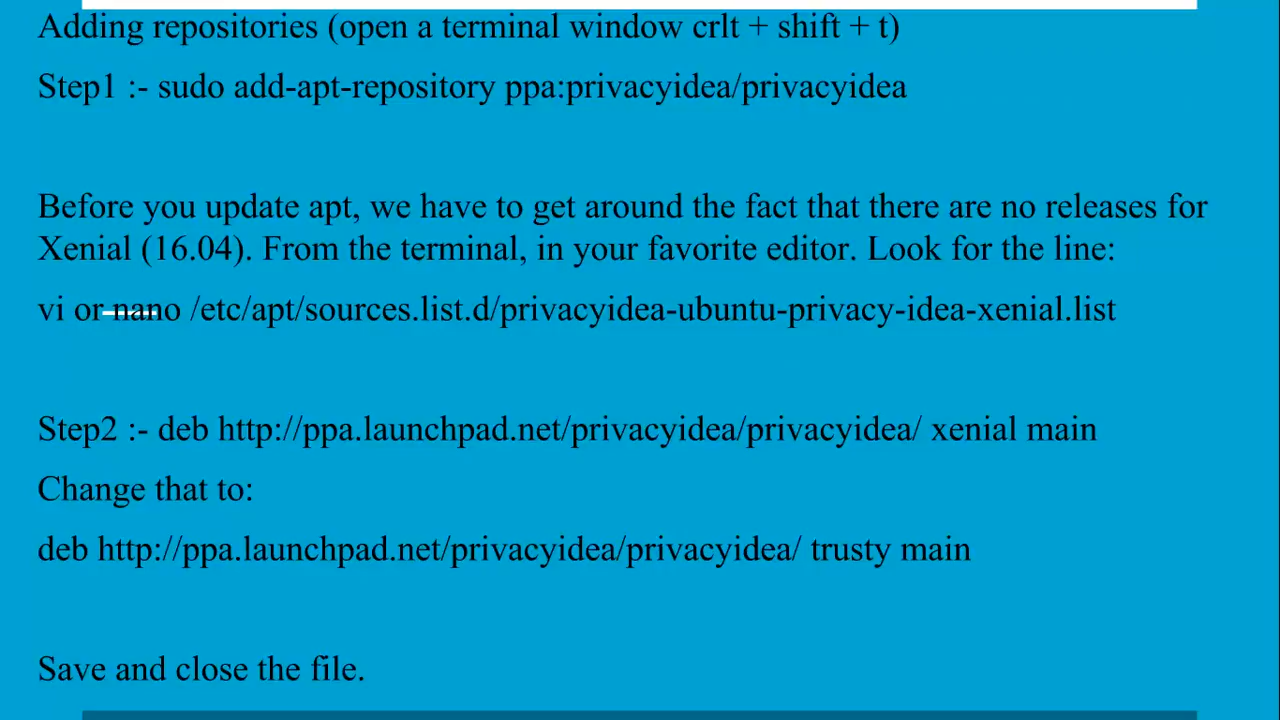 Adding repositories (open a terminal window crlt + shift + t)
Step1 :- sudo add-apt-repository ppa:privacyidea/privacyidea
Before you update apt, we have to get around the fact that there are no releases for
Xenial (16.04). From the terminal, in your favorite editor. Look for the line:
vi or nano /etc/apt/sources.list.d/privacyidea-ubuntu-privacy-idea-xenial.list
Step2 :- deb http://ppa.launchpad.net/privacyidea/privacyidea/ xenial main
Change that to:
deb http://ppa.launchpad.net/privacyidea/privacyidea/ trusty main
Save and close the file.